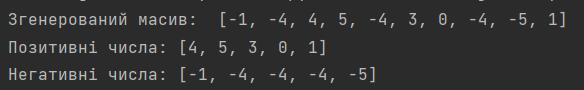 Згенерований масив:  [-1, -4, 4, 5, -4, 3, 0, -4, -5, 1]
Позитивні числа: [4, 5, 3, 0, 1]
Негативні числа: [-1, -4, -4, -4, -5]